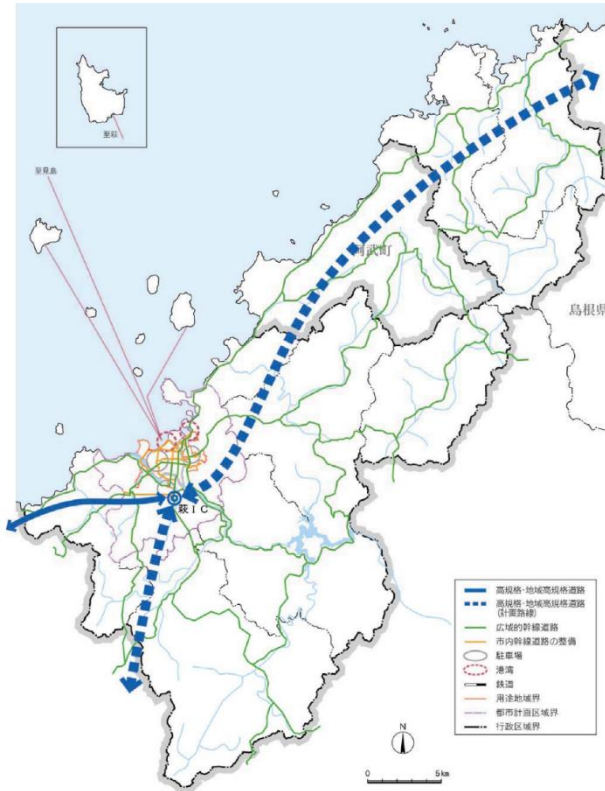 至萩
至見島
阿武町
島根県
萩IC
高規格・地域高規格道路
高規格・地域高規格道路
(計画路線)
広域的幹線道路
市内幹線道路の整備
駐車場
港湾
鉄道
用途地域界
都市計画区域界
行政区域界
N
0 5km